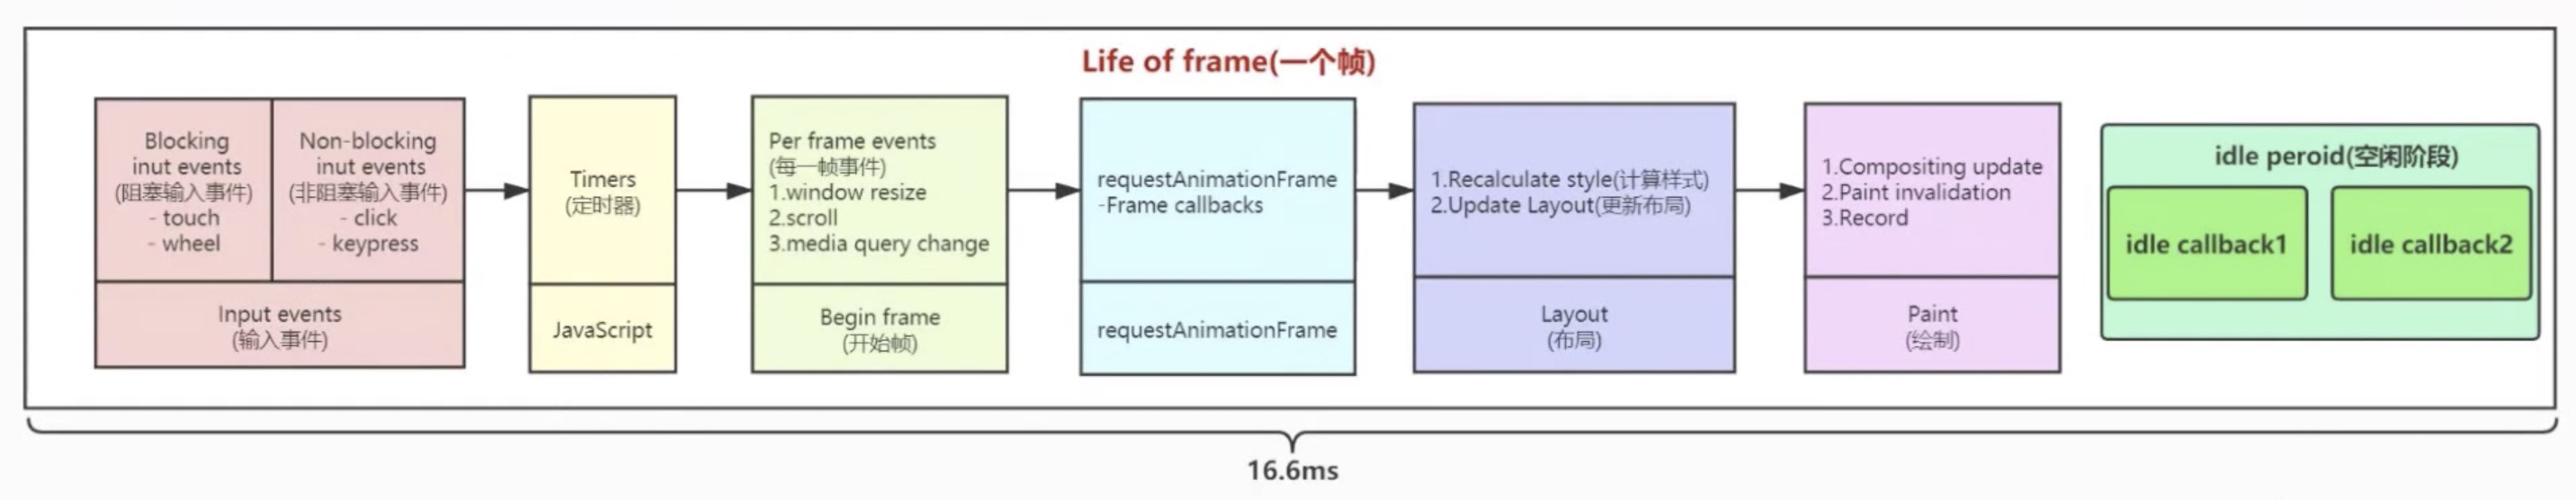 Life of frame(一个帧)
Blocking
inut events
(阻塞输入事件)
- touch
- wheel
Non-blocking
inut events
(非阻塞输入事件)
- click
- keypress
Input events
(输入事件)
Timers
(定时器)
JavaScript
Per frame events
(每一帧事件)
1.window resize
2.scroll
3.media query change
Begin frame
(开始帧)
requestAnimationFrame
-Frame callbacks
requestAnimationFrame
1.Recalculate style(计算样式)
2.Update Layout(更新布局)
Layout
(布局)
1.Compositing update
2.Paint invalidation
3.Record
Paint
(绘制)
idle peroid(空闲阶段)
idle callback1
idle callback2
16.6ms